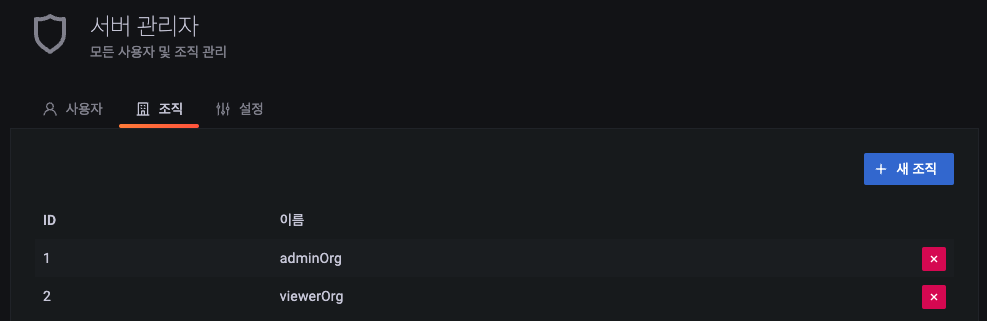 서버 관리자
모든 사용자 및 조직 관리
사용자 조직 설정
+ 새 조직
ID 이름
1 adminOrg ×
2 viewerOrg ×